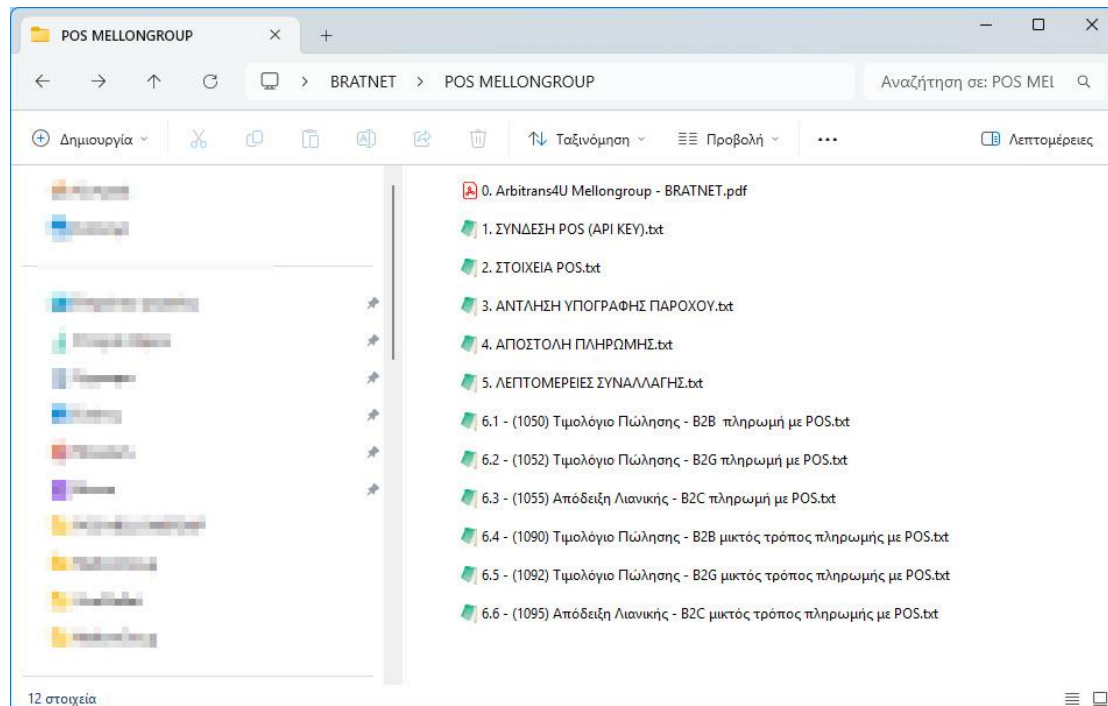 POS MELLONGROUP
BRATNET > POS MELLONGROUP
Αναζήτηση σε: POS MEL
Δημιουργία
Ταξινόμηση
Προβολή
Λεπτομέρειες
0. Arbitrans4U Mellongroup - BRATNET.pdf
1. ΣΥΝΔΕΣΗ POS (API KEY).txt
2. ΣΤΟΙΧΕΙΑ POS.txt
3. ΑΝΤΛΗΣΗ ΥΠΟΓΡΑΦΗΣ ΠΑΡΟΧΟΥ.txt
4. ΑΠΟΣΤΟΛΗ ΠΛΗΡΩΜΗΣ.txt
5. ΛΕΠΤΟΜΕΡΕΙΕΣ ΣΥΝΑΛΛΑΓΗΣ.txt
6.1 - (1050) Τιμολόγιο Πώλησης - B2B  πληρωμή με POS.txt
6.2 - (1052) Τιμολόγιο Πώλησης - B2G πληρωμή με POS.txt
6.3 - (1055) Απόδειξη Λιανικής - B2C πληρωμή με POS.txt
6.4 - (1090) Τιμολόγιο Πώλησης - B2B μικτός τρόπος πληρωμής με POS.txt
6.5 - (1092) Τιμολόγιο Πώλησης - B2G μικτός τρόπος πληρωμής με POS.txt
6.6 - (1095) Απόδειξη Λιανικής - B2C μικτός τρόπος πληρωμής με POS.txt
12 στοιχεία